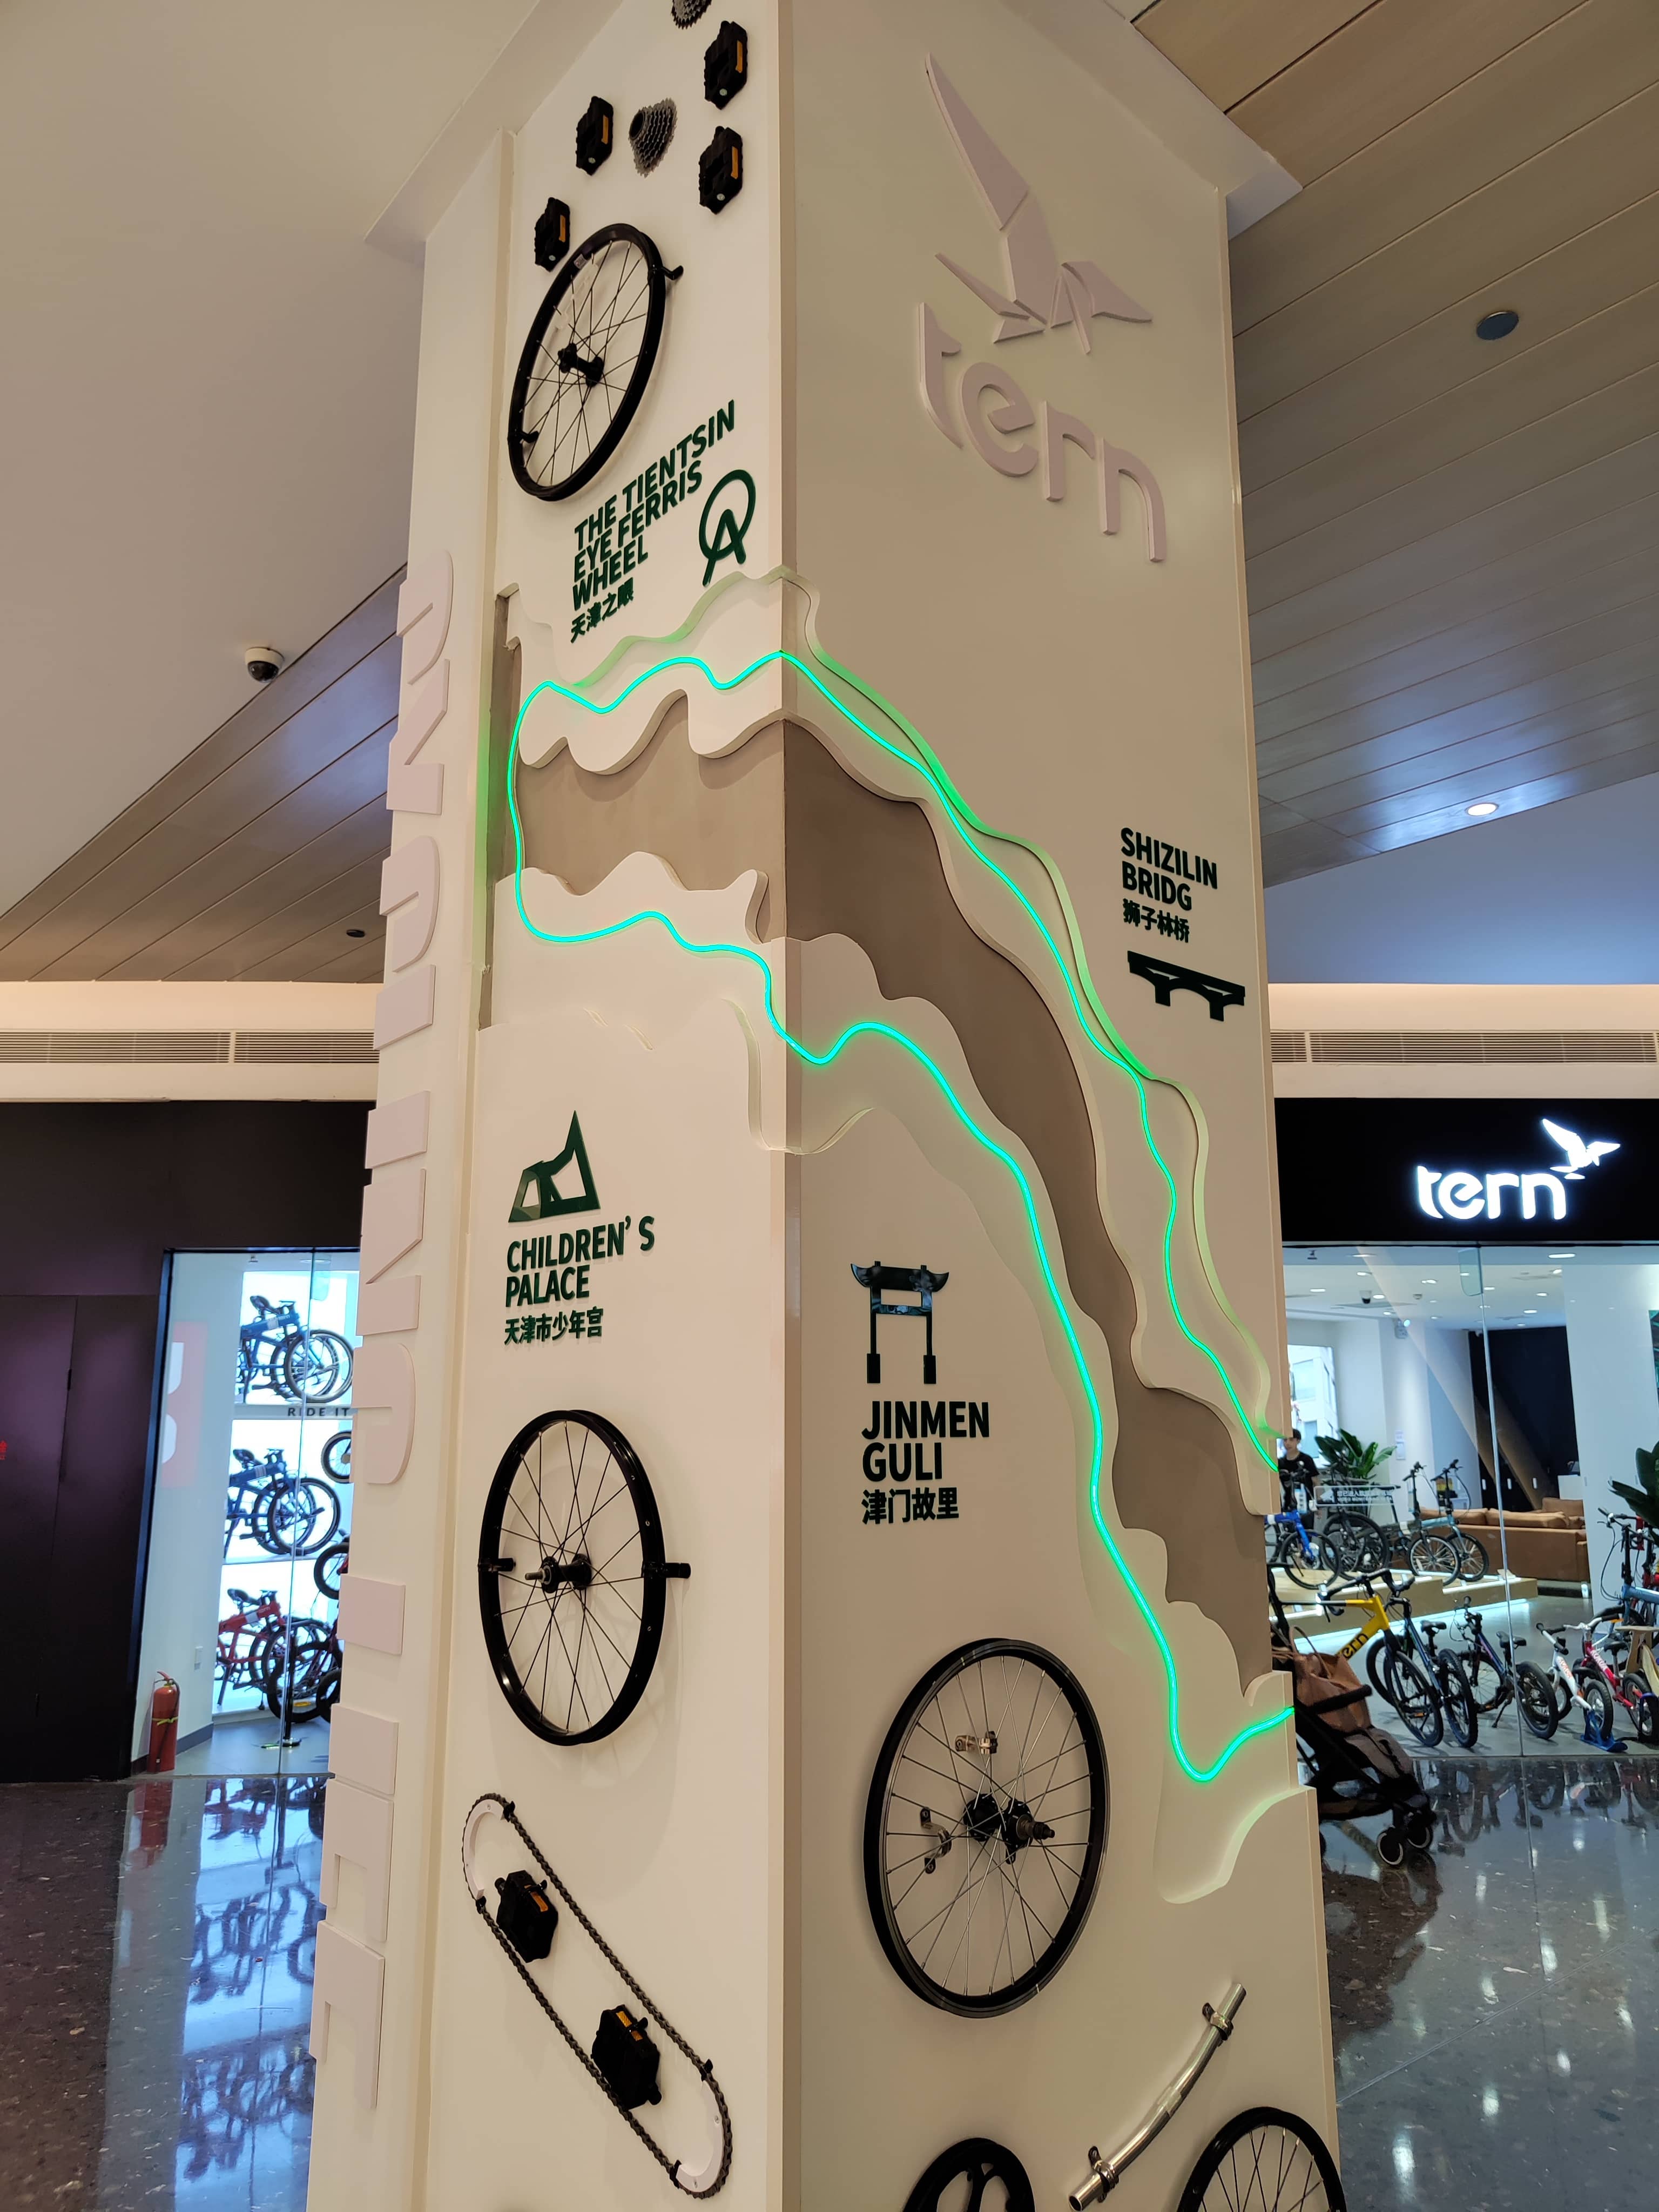 tern
THE TIENTSIN
EYE FERRIS
WHEEL
天津之眼
SHIZILIN
BRIDG
狮子林桥
CHILDREN'S
PALACE
天津市少年宫
JINMEN
GULI
津门故里
tern
RIDE IT
tern